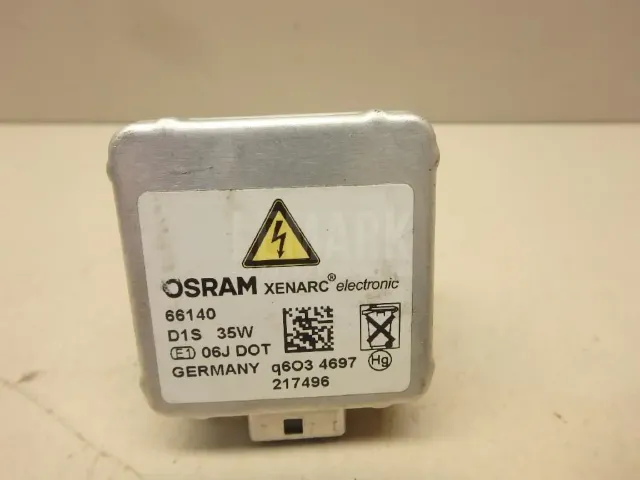 OSRAM XENARC® electronic
66140
D1S 35W
E1 06J DOT
GERMANY q6O3 4697
Hg
217496